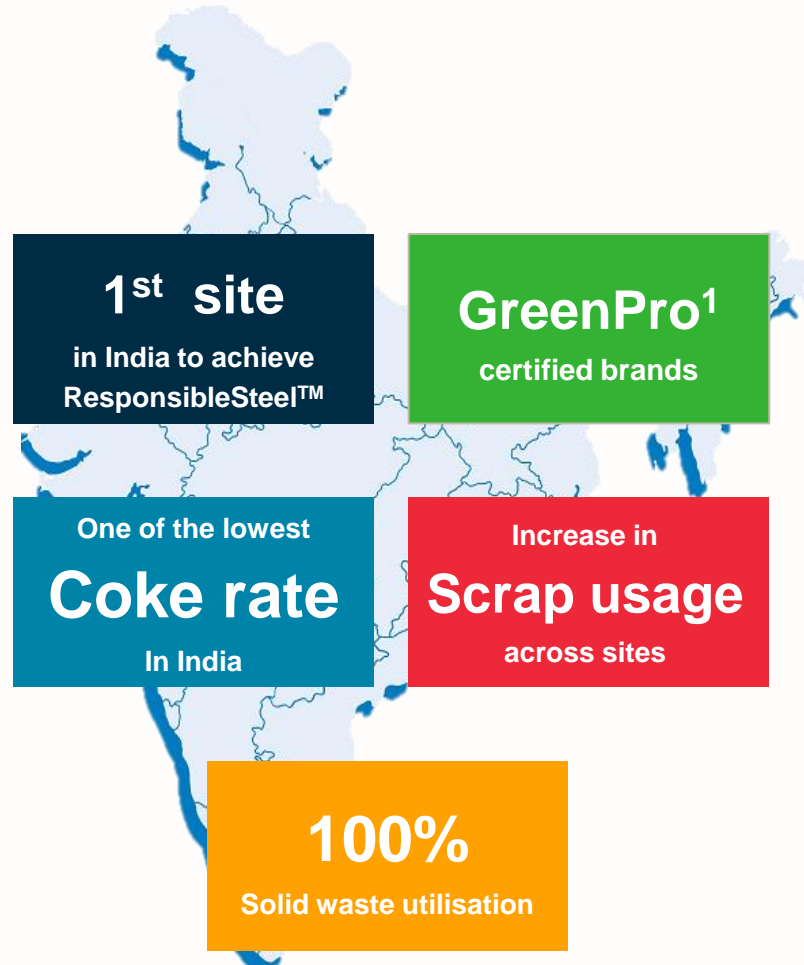 1st site
in India to achieve
ResponsibleSteel™
GreenPro¹
certified brands
One of the lowest
Coke rate
In India
Increase in
Scrap usage
across sites
100%
Solid waste utilisation